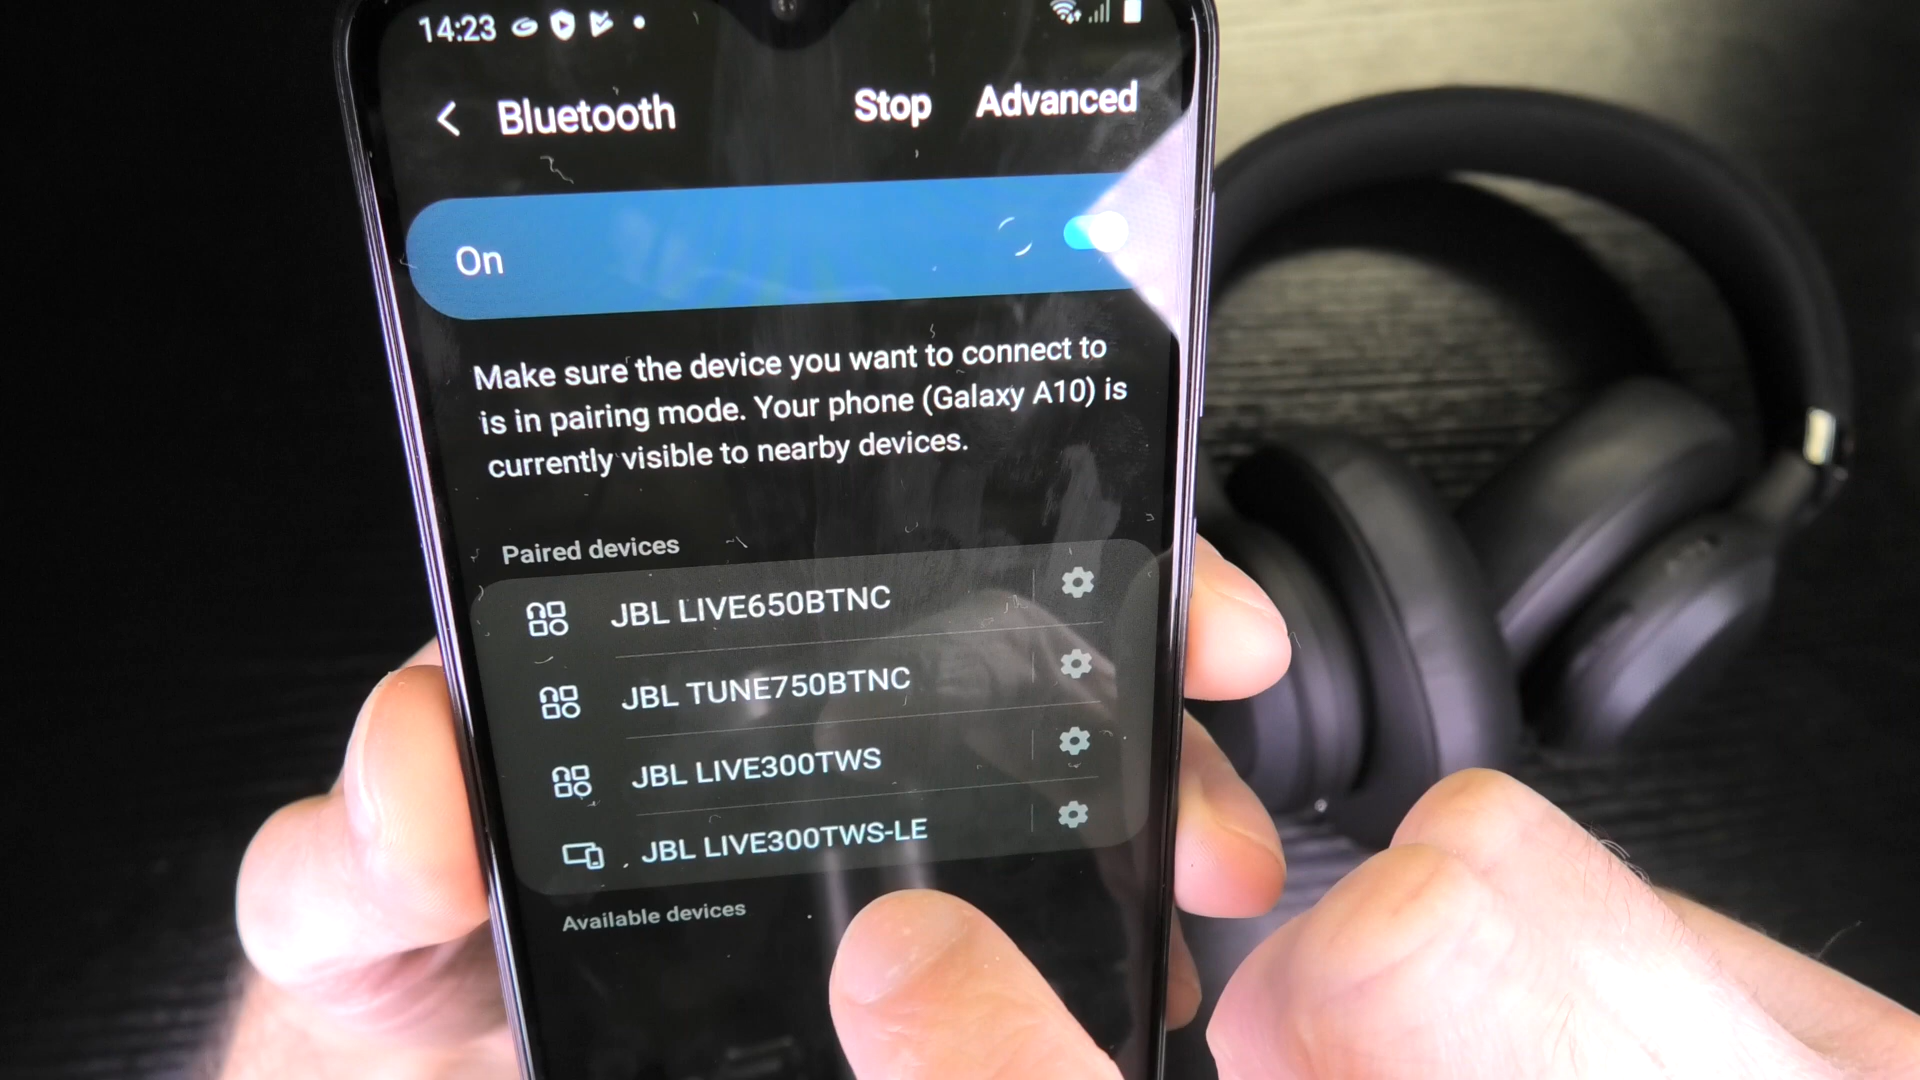 14:23
Bluetooth Stop Advanced
On
Make sure the device you want to connect to
is in pairing mode. Your phone (Galaxy A10) is
currently visible to nearby devices.
Paired devices
JBL LIVE650BTNC
JBL TUNE750BTNC
JBL LIVE300TWS
JBL LIVE300TWS-LE
Available devices